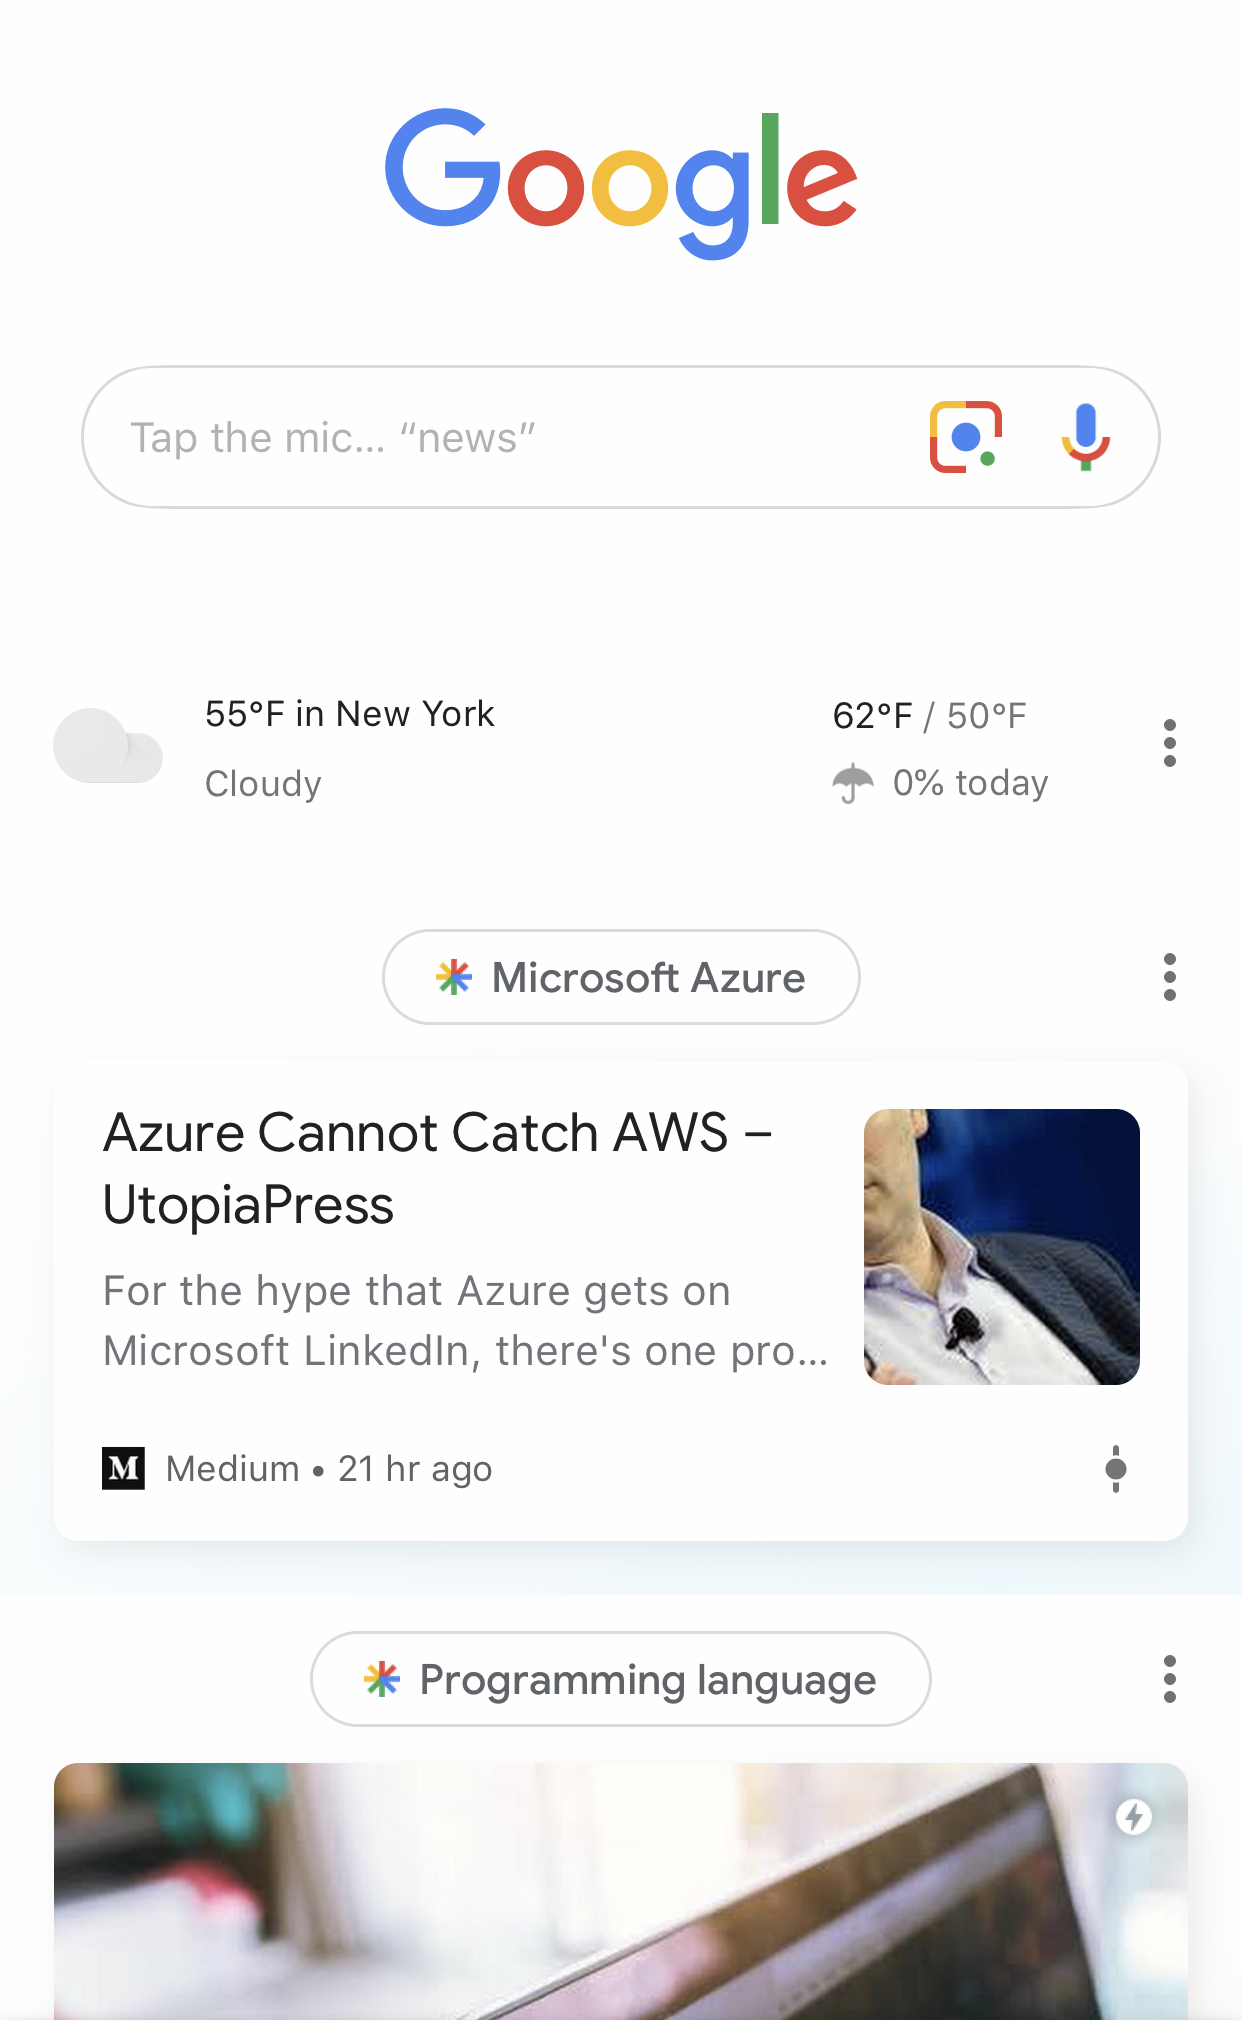 Google
Tap the mic... “news”
55°F in New York
Cloudy
62°F / 50°F
0% today
Microsoft Azure
Azure Cannot Catch AWS –
UtopiaPress
For the hype that Azure gets on
Microsoft LinkedIn, there's one pro...
M Medium • 21 hr ago
Programming language